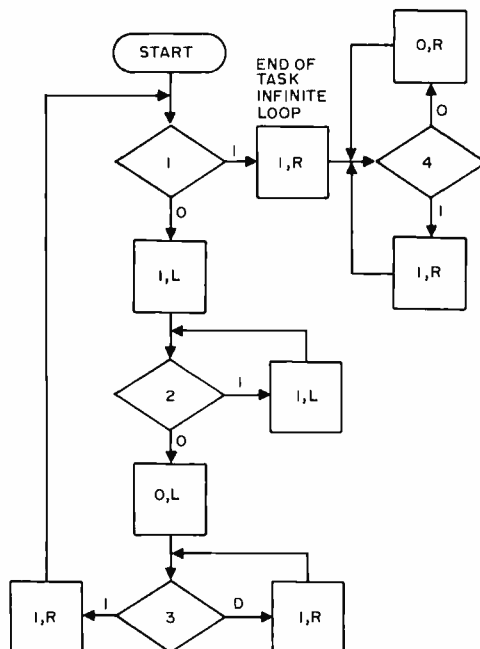 START
END OF
TASK
INFINITE
LOOP
0,R
0
1
1
1,R
4
0
1
1,L
1,R
2
1
1,L
0
0,L
1,R
1
3
D
1,R